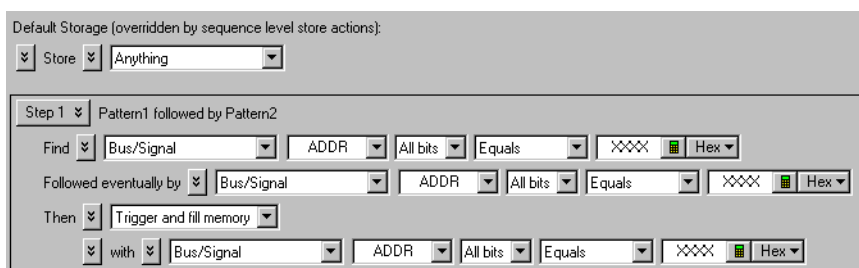 Default Storage (overridden by sequence level store actions):
Store Anything
Step 1 Pattern1 followed by Pattern2
Find Bus/Signal ADDR All bits Equals XXXX Hex
Followed eventually by Bus/Signal ADDR All bits Equals XXXX Hex
Then Trigger and fill memory
with Bus/Signal ADDR All bits Equals XXXX Hex